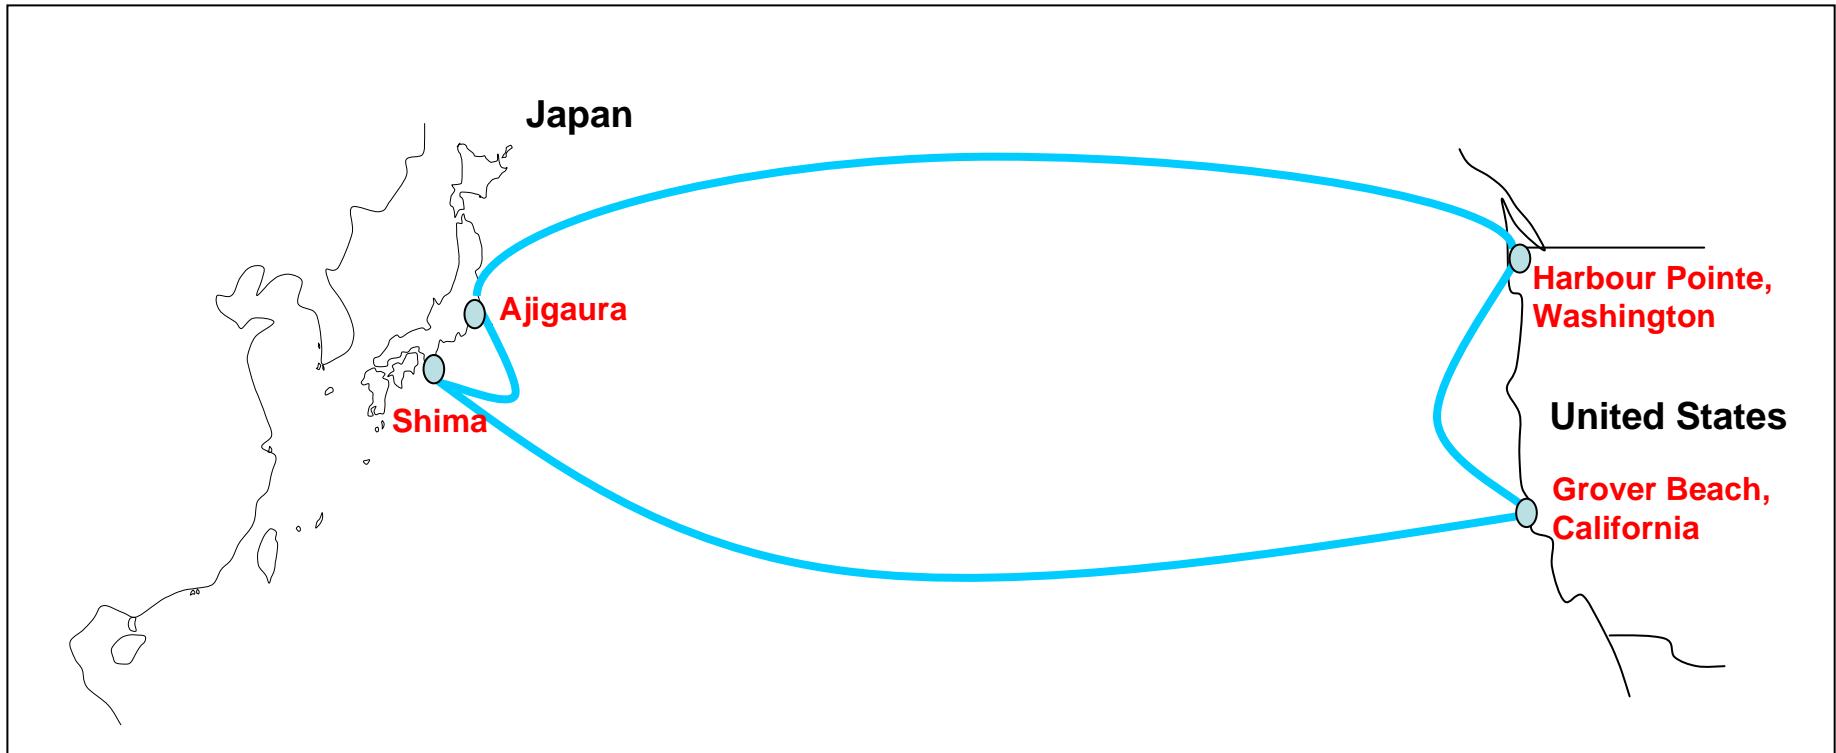 Japan
Ajigaura
Shima
Harbour Pointe,
Washington
United States
Grover Beach,
California